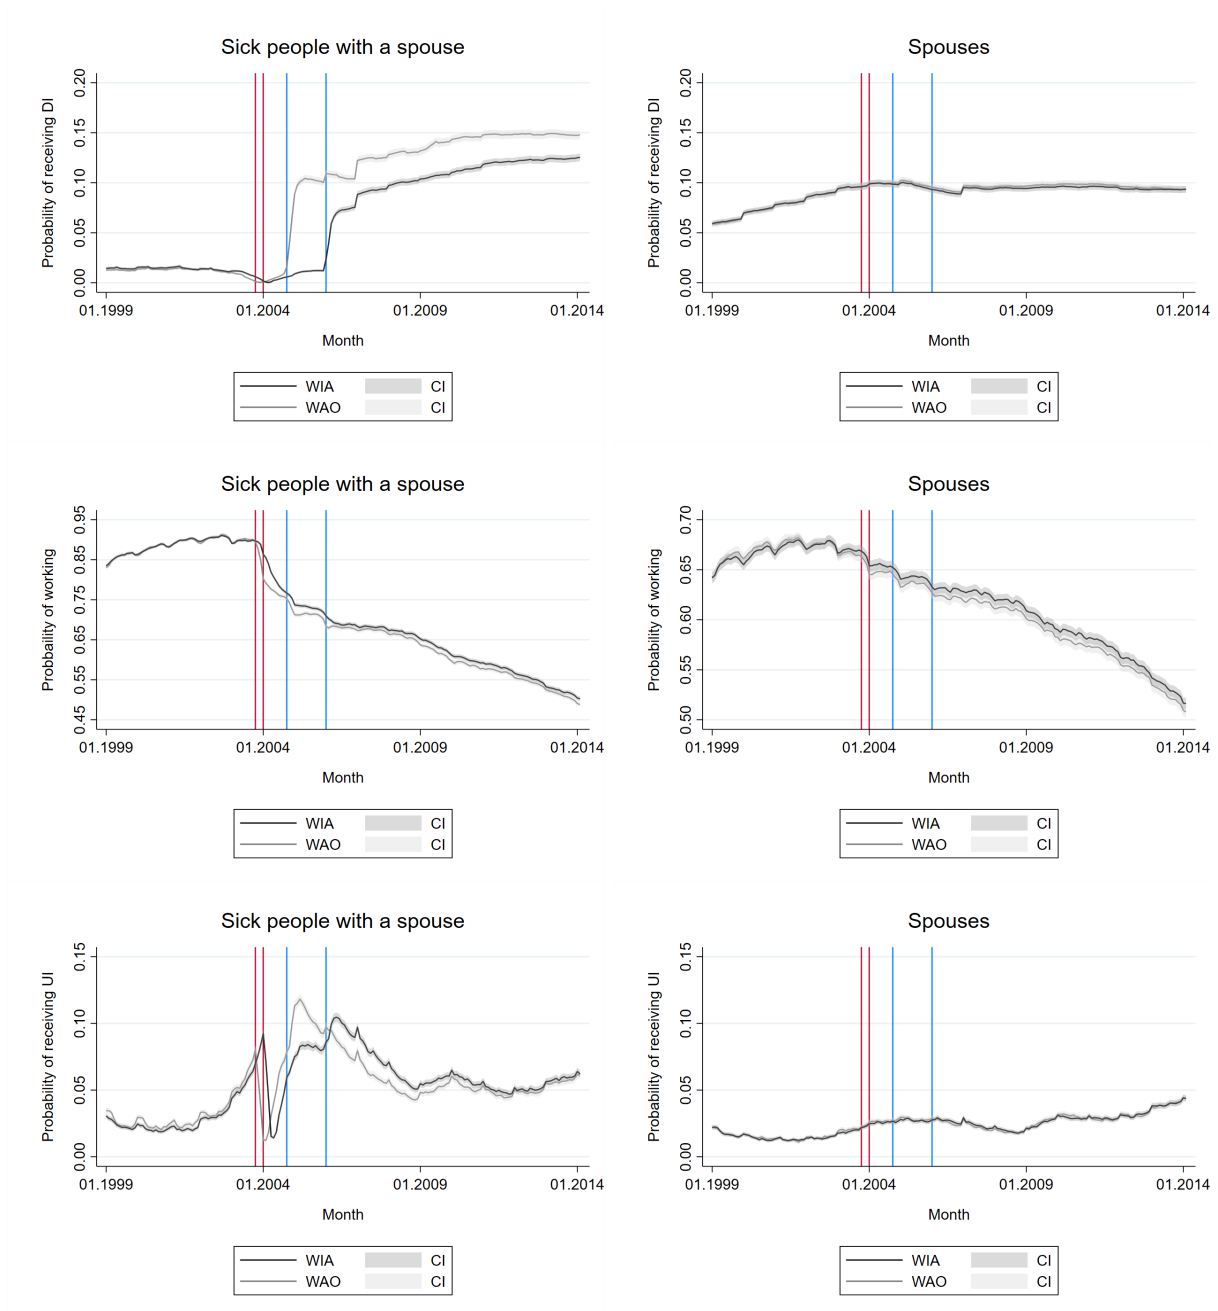 Sick people with a spouse
Probability of receiving DI
0.20
0.15
0.10
0.05
0.00
01.1999
01.2004
01.2009
01.2014
Month
WIA CI
WAO CI
Spouses
Probability of receiving DI
0.20
0.15
0.10
0.05
0.00
01.1999
01.2004
01.2009
01.2014
Month
WIA CI
WAO CI
Sick people with a spouse
Probbaility of working
0.95
0.85
0.75
0.65
0.55
0.45
01.1999
01.2004
01.2009
01.2014
Month
WIA CI
WAO CI
Spouses
Probability of working
0.70
0.65
0.60
0.55
0.50
01.1999
01.2004
01.2009
01.2014
Month
WIA CI
WAO CI
Sick people with a spouse
Probability of receiving UI
0.15
0.10
0.05
0.00
01.1999
01.2004
01.2009
01.2014
Month
WIA CI
WAO CI
Spouses
Probability of receiving UI
0.15
0.10
0.05
0.00
01.1999
01.2004
01.2009
01.2014
Month
WIA CI
WAO CI